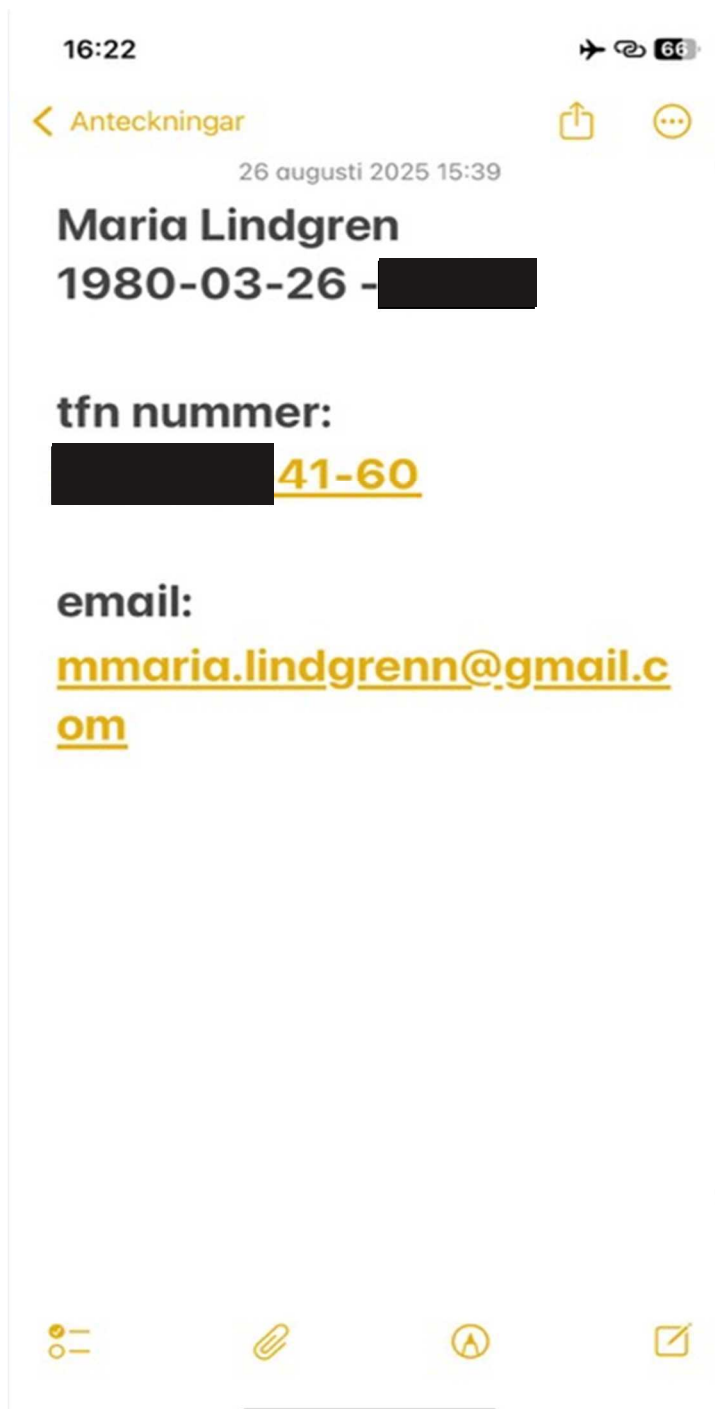 16:22
66
Anteckningar
26 augusti 2025 15:39
Maria Lindgren
1980-03-26 -
tfn nummer:
41-60
email:
mmaria.lindgrenn@gmail.c
om